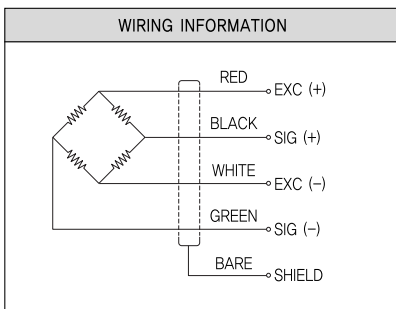 WIRING INFORMATION
RED EXC (+)
BLACK SIG (+)
WHITE EXC (−)
GREEN SIG (−)
BARE SHIELD